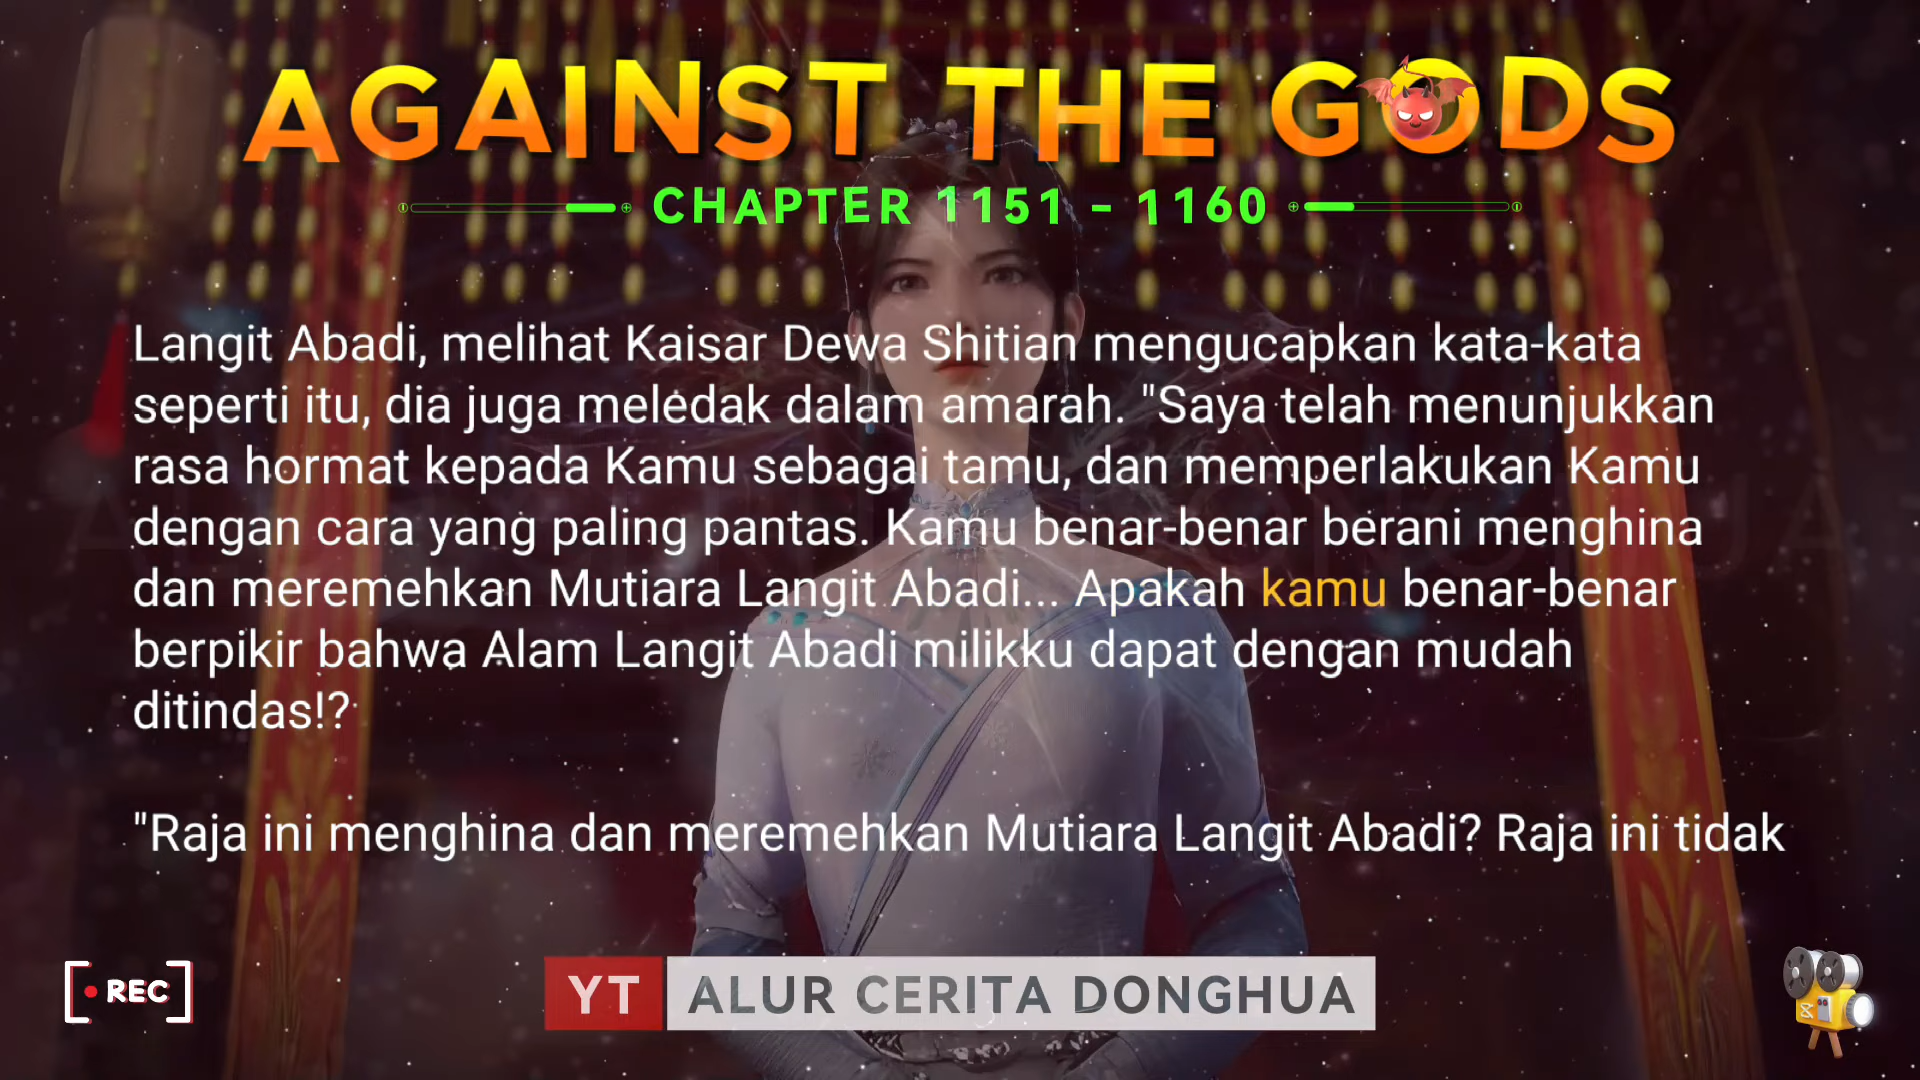 AGAINST THE GODS
CHAPTER 1151 - 1160
Langit Abadi, melihat Kaisar Dewa Shitian mengucapkan kata-kata
seperti itu, dia juga meledak dalam amarah. "Saya telah menunjukkan
rasa hormat kepada Kamu sebagai tamu, dan memperlakukan Kamu
dengan cara yang paling pantas. Kamu benar-benar berani menghina
dan meremehkan Mutiara Langit Abadi... Apakah kamu benar-benar
berpikir bahwa Alam Langit Abadi milikku dapat dengan mudah
ditindas!?
"Raja ini menghina dan meremehkan Mutiara Langit Abadi? Raja ini tidak
REC
YT ALUR CERITA DONGHUA